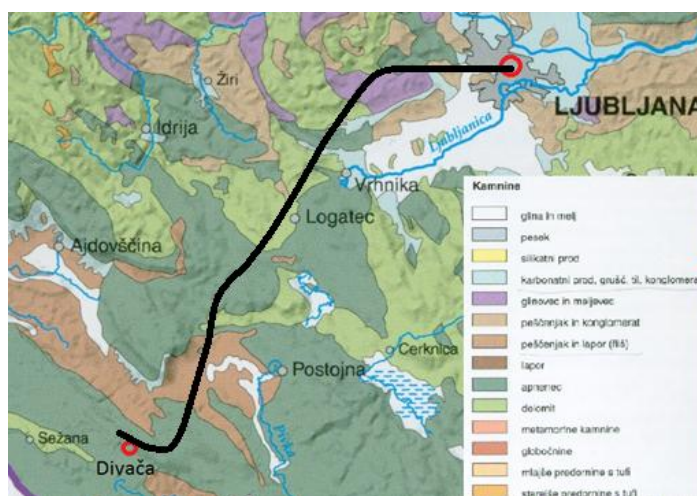 Žiri
Idrija
LJUBLJANA
Ljubljanica
Vrhnika
Logatec
Ajdovščina
Cerknica
Postojna
Pivka
Sežana
Divača
Kamnine
glina in melj
pesek
silikatni prod
karbonatni prod, grušč, til, konglomerat
glinovec in meljevec
peščenjak in konglomerat
peščenjak in lapor (fliš)
lapor
apnenec
dolomit
metamorfne kamnine
globočnine
mlajše predornine s tufi
starejše predornine s tufi